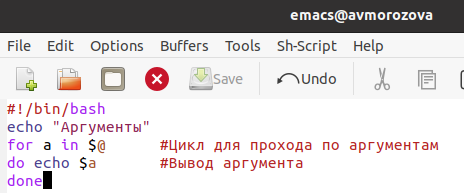 emacs@avmorozova
File Edit Options Buffers Tools Sh-Script Help
Save Undo
#!/bin/bash
echo "Аргументы"
for a in $@ #Цикл для прохода по аргументам
do echo $a #Вывод аргумента
done